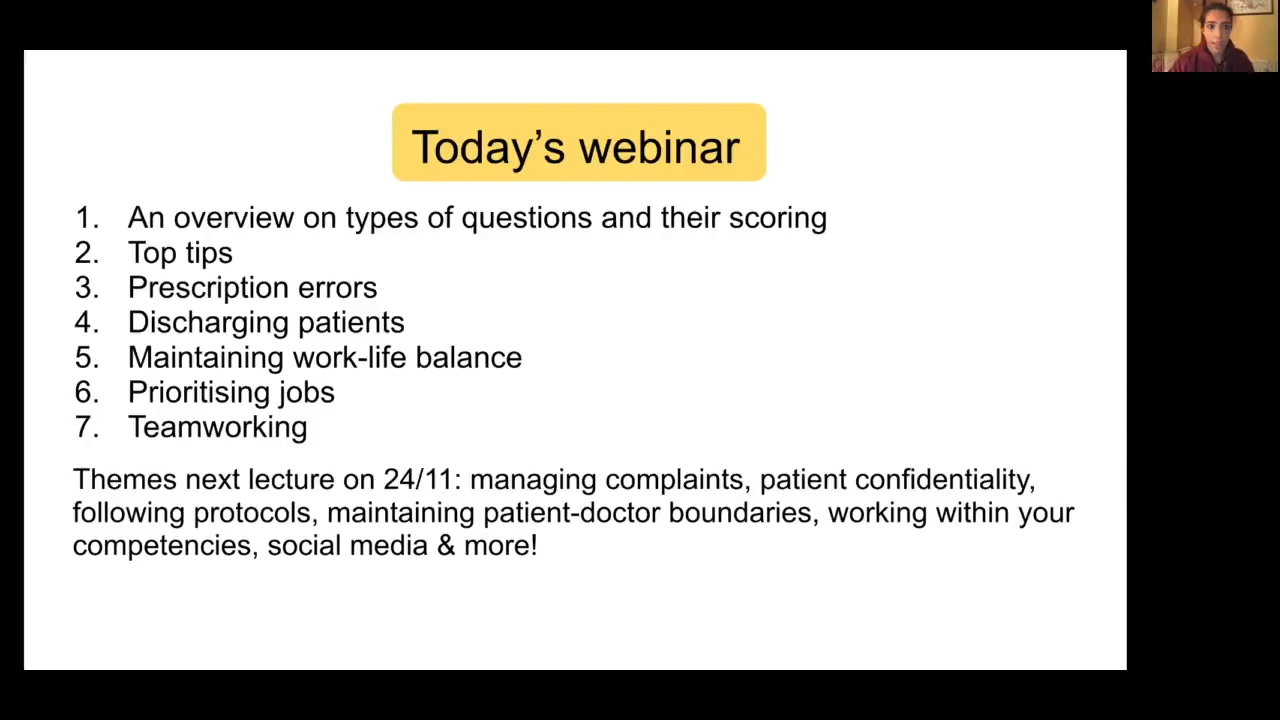 Today’s webinar
1. An overview on types of questions and their scoring
2. Top tips
3. Prescription errors
4. Discharging patients
5. Maintaining work-life balance
6. Prioritising jobs
7. Teamworking
Themes next lecture on 24/11: managing complaints, patient confidentiality,
following protocols, maintaining patient-doctor boundaries, working within your
competencies, social media & more!